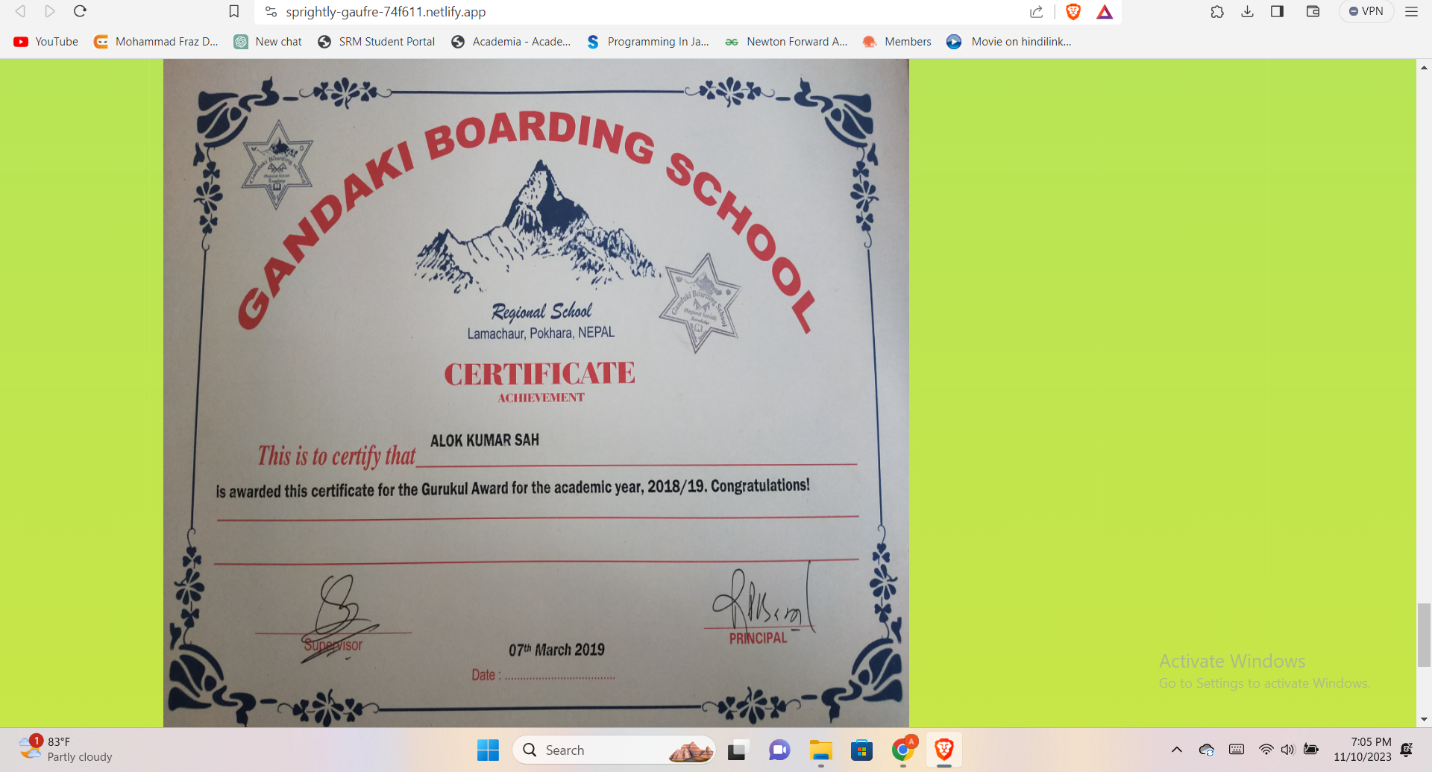 sprightly-gaufre-74f611.netlify.app
VPN
YouTube
Mohammad Fraz D...
New chat
SRM Student Portal
Academia - Acade...
Programming In Ja...
Newton Forward A...
Members
Movie on hindilink...
GANDAKI BOARDING SCHOOL
Regional School
Lamachaur, Pokhara, NEPAL
CERTIFICATE
ACHIEVEMENT
This is to certify that ALOK KUMAR SAH
Is awarded this certificate for the Gurukul Award for the academic year, 2018/19. Congratulations!
Supervisor
PRINCIPAL
07th March 2019
Date : ................................
Activate Windows
Go to Settings to activate Windows.
1
83°F
Partly cloudy
Search
A
7:05 PM
11/10/2023